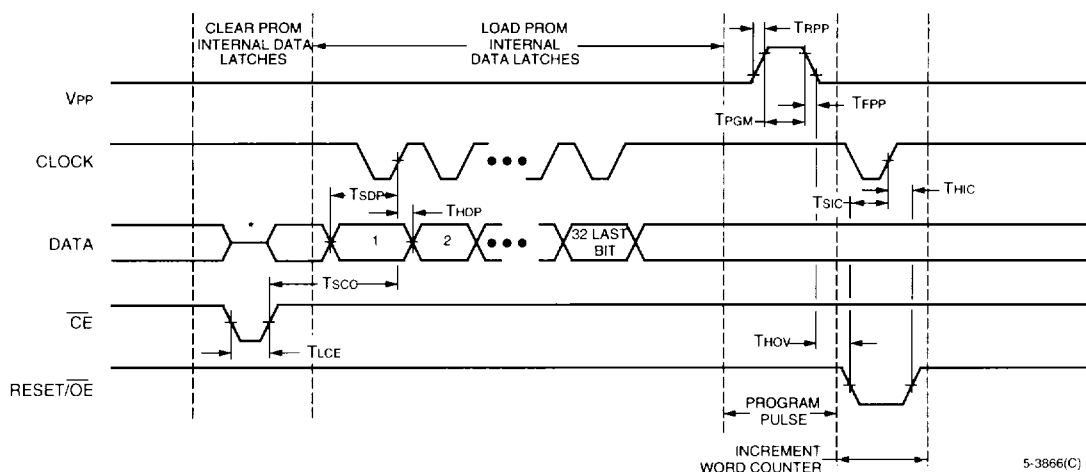 CLEAR PROM
INTERNAL DATA
LATCHES
LOAD PROM
INTERNAL
DATA LATCHES
TRPP
VPP
TFPP
TPGM
CLOCK
TSDP
THDP
TSIC
THIC
*
DATA
1
2
32 LAST
BIT
TSCO
CE
TLCE
THOV
RESET/OE
PROGRAM
PULSE
INCREMENT
WORD COUNTER
5-3866(C)